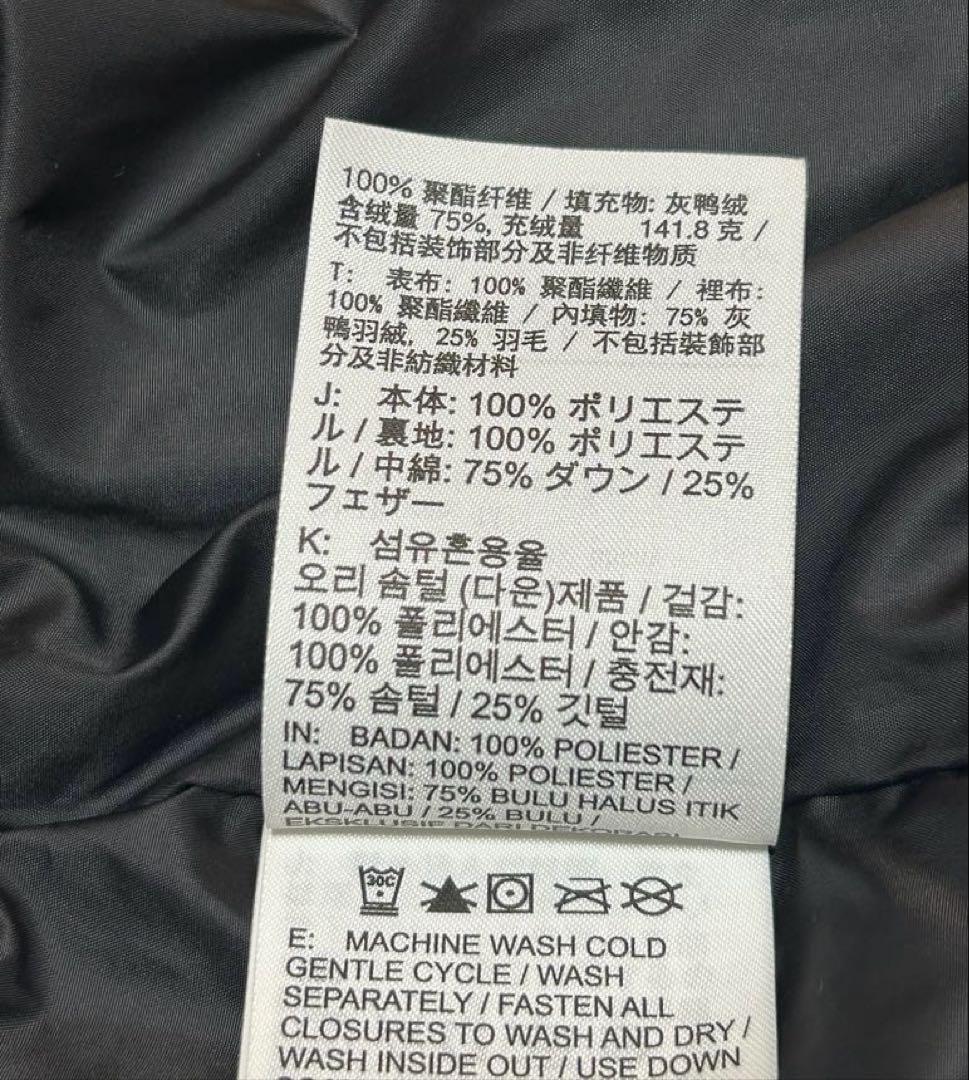 100% 聚酯纤维 / 填充物: 灰鸭绒
含绒量 75%, 充绒量 141.8 克 /
不包括装饰部分及非纤维物质
T: 表布: 100% 聚酯纖維 / 裡布:
100% 聚酯纖維 / 內填物: 75% 灰
鴨羽絨, 25% 羽毛 / 不包括裝飾部
分及非紡織材料
J: 本体: 100% ポリエステ
ル / 裏地: 100% ポリエステ
ル / 中綿: 75% ダウン / 25%
フェザー
K: 섬유혼용율
오리 솜털 (다운)제품 / 겉감:
100% 폴리에스터 / 안감:
100% 폴리에스터 / 충전재:
75% 솜털 / 25% 깃털
IN: BADAN: 100% POLIESTER /
LAPISAN: 100% POLIESTER /
MENGISI: 75% BULU HALUS ITIK
ABU-ABU / 25% BULU /
EKSKLUSIF DARI DEKORASI
30C
E: MACHINE WASH COLD
GENTLE CYCLE / WASH
SEPARATELY / FASTEN ALL
CLOSURES TO WASH AND DRY /
WASH INSIDE OUT / USE DOWN